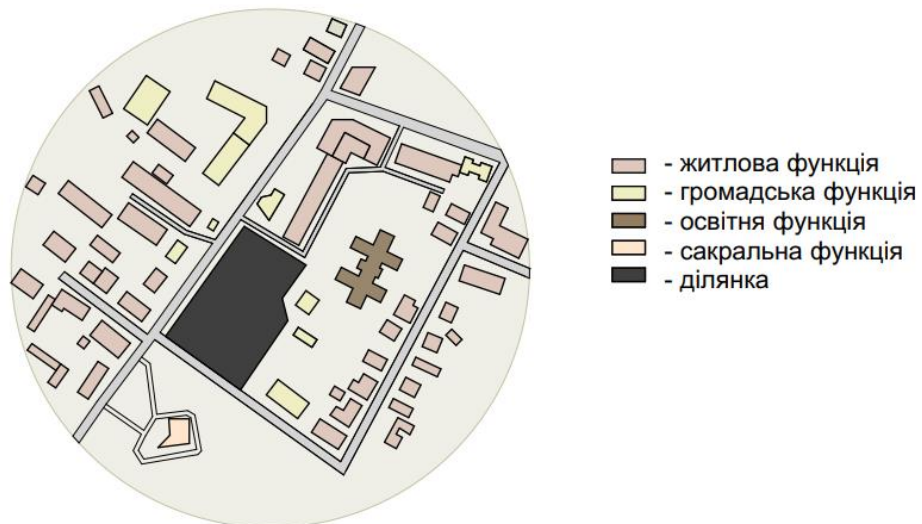 - житлова функція
- громадська функція
- освітня функція
- сакральна функція
- ділянка